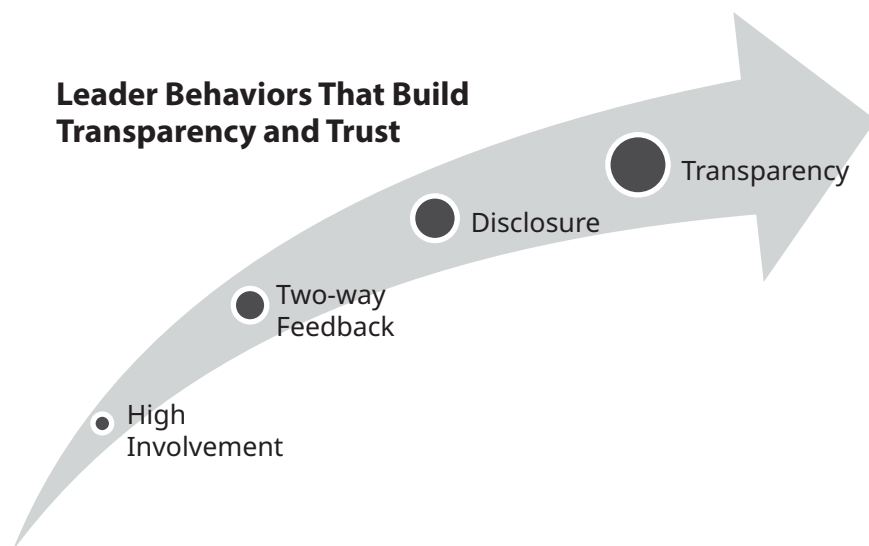 Leader Behaviors That Build
Transparency and Trust
Transparency
Disclosure
Two-way
Feedback
High
Involvement